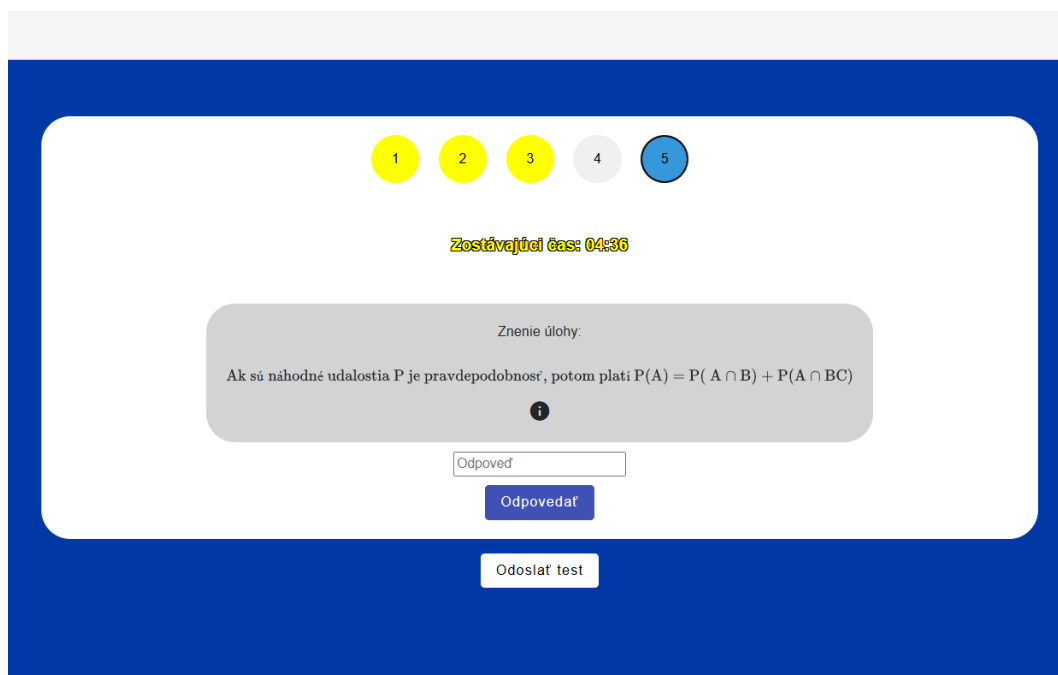 1 2 3 4 5
Zostávajúci čas: 04:36
Znenie úlohy:
Ak sú náhodné udalostia P je pravdepodobnosť, potom platí P(A) = P( A ∩ B) + P(A ∩ BC)
i
Odpoveď
Odpovedať
Odoslať test